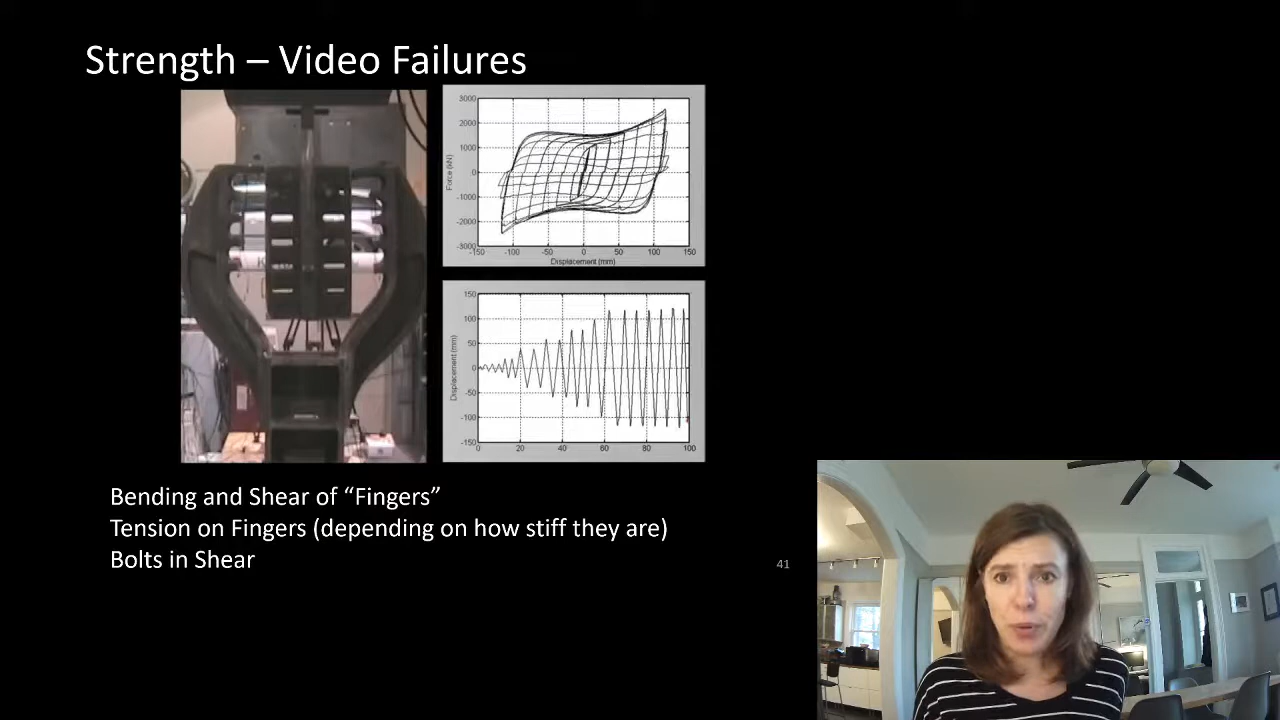 Strength – Video Failures
3000
2000
1000
0
-1000
-2000
-3000
Force (kN)
-150 -100 -50 0 50 100 150
Displacement (mm)
150
100
50
0
-50
-100
-150
Displacement (mm)
0 20 40 60 80 100
Bending and Shear of “Fingers”
Tension on Fingers (depending on how stiff they are)
Bolts in Shear
41